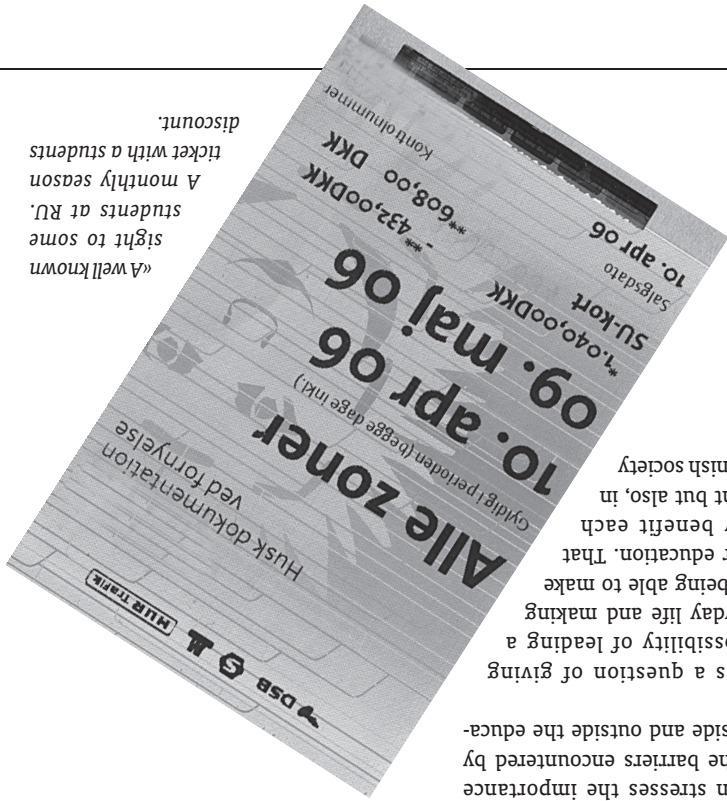 n stresses the importance
he barriers encountered by
side and outside the educa-
s a question of giving
ossibility of leading a
yday life and making
being able to make
r education. That
y benefit each
nt but also, in
nish society
DSB S M HUR Trafik
Husk dokumentation
ved fornyelse
Alle zoner
Gyldig i perioden (begge dage inkl.)
10. apr 06
09. maj 06
*1.040,00DKK
SU-kort -**432,00DKK
**608,00 DKK
Salgsdato
10. apr 06
Kontrolnummer
«A well known
sight to some
students at RU.
A monthly season
ticket with a students
discount.